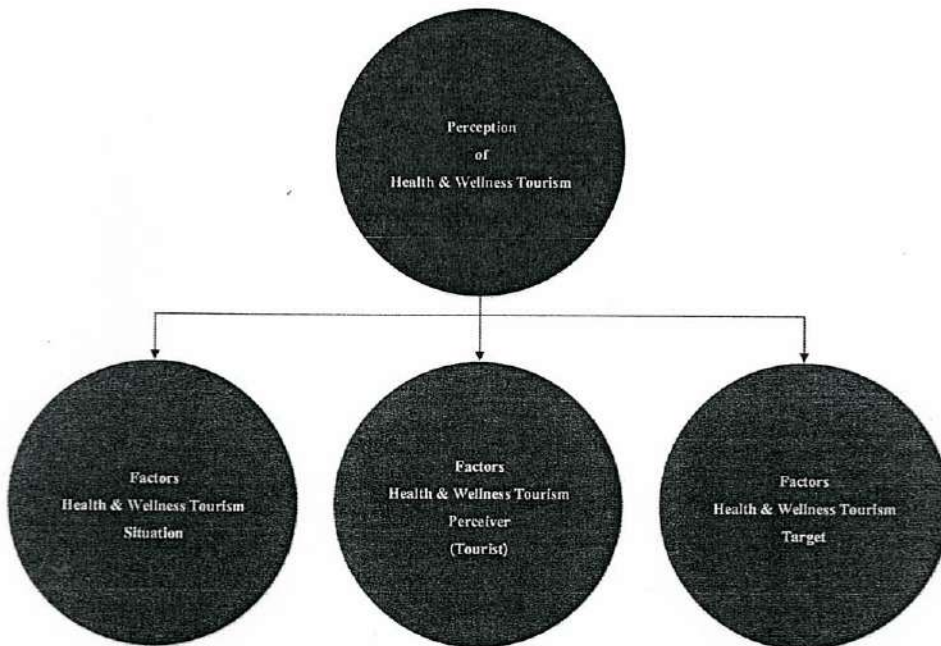 Perception
of
Health & Wellness Tourism
Factors
Health & Wellness Tourism
Situation
Factors
Health & Wellness Tourism
Perceiver
(Tourist)
Factors
Health & Wellness Tourism
Target